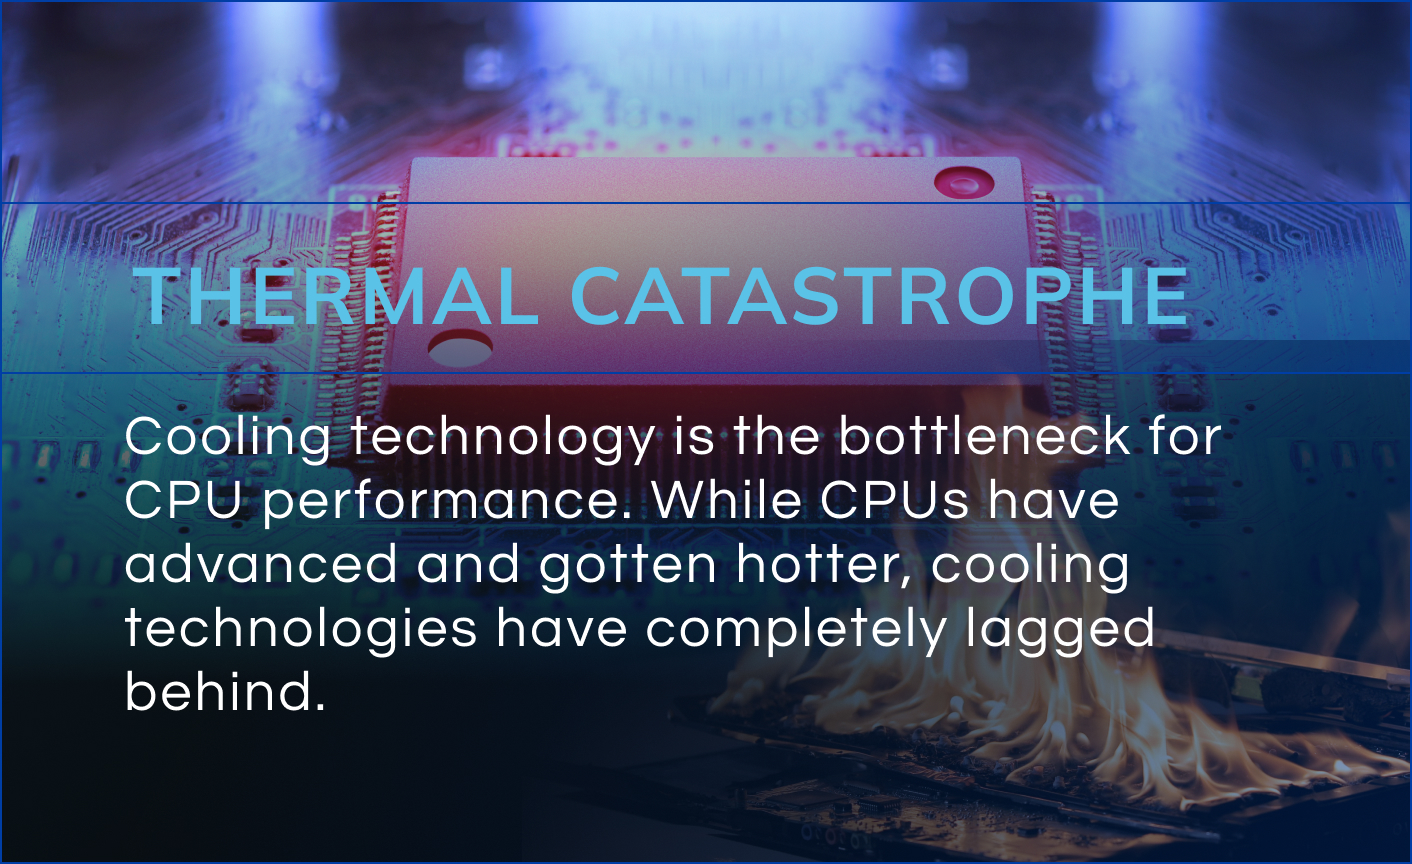 THERMAL CATASTROPHE
Cooling technology is the bottleneck for
CPU performance. While CPUs have
advanced and gotten hotter, cooling
technologies have completely lagged
behind.